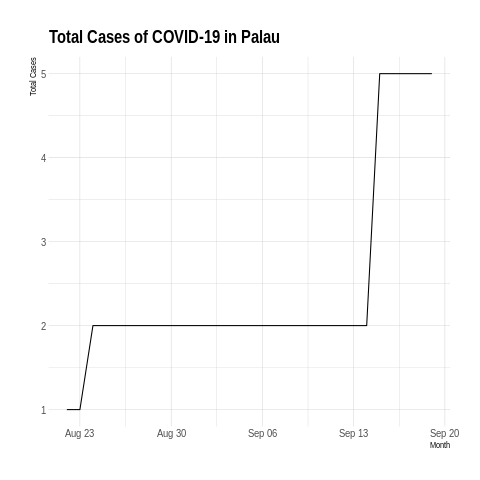 Total Cases of COVID-19 in Palau
Total Cases
5
4
3
2
1
Aug 23 Aug 30 Sep 06 Sep 13 Sep 20
Month